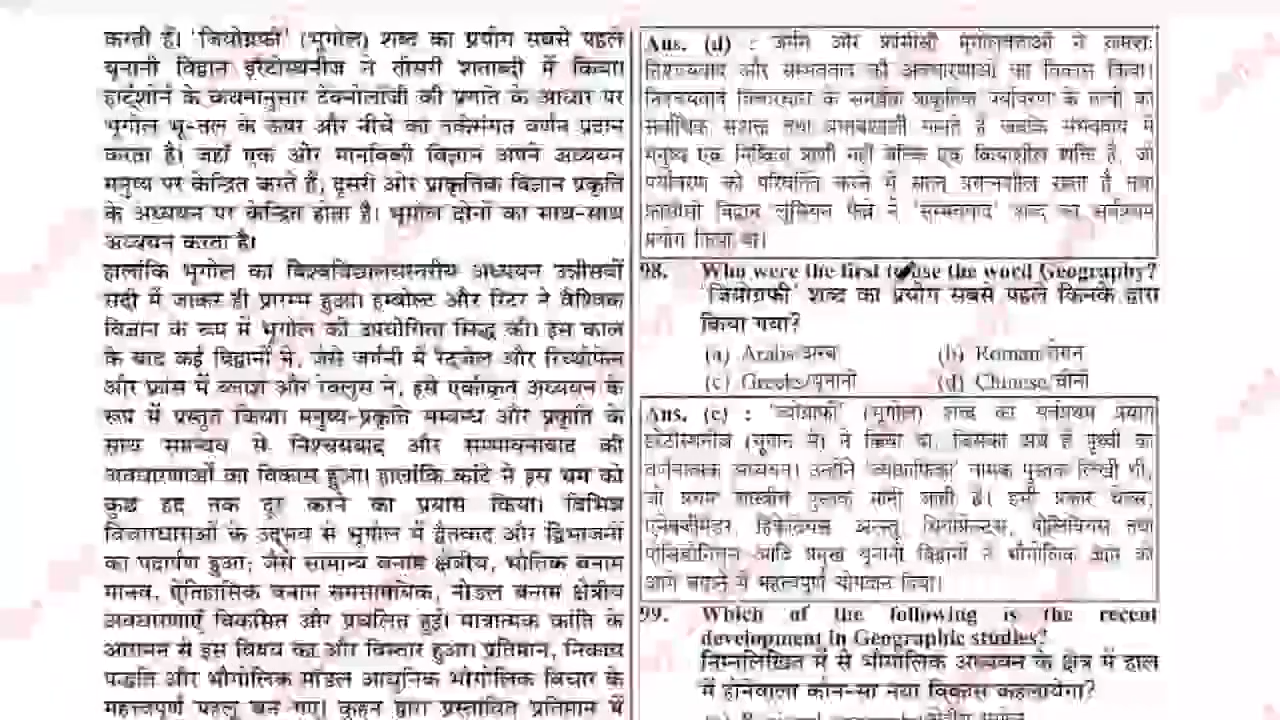 करती है। 'जियोग्रफी' (भूगोल) शब्द का प्रयोग सबसे पहले
यूनानी विद्वान इरेटोस्थनीज ने तीसरी शताब्दी में किया।
हार्टशोर्न के कथनानुसार टेक्नोलॉजी की प्रगति के आधार पर
भूगोल भू-तल के ऊपर और नीचे का तर्कसंगत वर्णन प्रदान
करता है। जहाँ एक ओर मानविकी विज्ञान अपने अध्ययन
मनुष्य पर केन्द्रित करते हैं, दूसरी ओर प्राकृतिक विज्ञान प्रकृति
के अध्ययन पर केन्द्रित होता है। भूगोल दोनों का साथ-साथ
अध्ययन करता है।
हालांकि भूगोल का विश्वविद्यालयस्तरीय अध्ययन उन्नीसवीं
सदी में जाकर ही प्रारम्भ हुआ। हम्बोल्ट और रिटर ने वैश्विक
विज्ञान के रूप में भूगोल की उपयोगिता सिद्ध की। इस काल
के बाद कई विद्वानों ने, जैसे जर्मनी में रेटजेल और रिच्थोफेन
और फ्रांस में ब्लाश और रिक्लुस ने, इसे एकीकृत अध्ययन के
रूप में प्रस्तुत किया। मनुष्य-प्रकृति सम्बन्ध और प्रकृति के
साथ समन्वय से निश्चयवाद और सम्भावनावाद की
अवधारणाओं का विकास हुआ। हालांकि कांटे ने इस भ्रम को
कुछ हद तक दूर करने का प्रयास किया। विभिन्न
विचारधाराओं के उद्भव से भूगोल में द्वैतवाद और द्विभाजनों
का पदार्पण हुआ; जैसे सामान्य बनाम क्षेत्रीय, भौतिक बनाम
मानव, ऐतिहासिक बनाम समसामयिक, नोडल बनाम क्षेत्रीय
अवधारणाएँ विकसित और प्रचलित हुई। मात्रात्मक क्रांति के
आगमन से इस विषय का और विस्तार हुआ। प्रतिमान, निकाय
पद्धति और भौगोलिक मॉडल आधुनिक भौगोलिक विचार के
महत्त्वपूर्ण पहलू बन गए। कुहन द्वारा प्रस्तावित प्रतिमान में
Ans. (d) : जर्मन और फ्रांसीसी भूगोलवेत्ताओं ने क्रमशः
निश्चयवाद और सम्भववाद की अवधारणाओं का विकास किया।
निश्चयवाद विचारधारा के समर्थक प्राकृतिक पर्यावरण के तत्वों को
सर्वाधिक सशक्त तथा प्रभावशाली मानते हैं जबकि संभववाद में
मनुष्य एक निष्क्रिय प्राणी नहीं बल्कि एक क्रियाशील शक्ति है, जो
पर्यावरण को परिवर्तित करने में सतत् प्रयत्नशील रहता है तथा
फ्रांसीसी विद्वान लूसियन फेव्रे ने 'सम्भववाद' शब्द का सर्वप्रथम
प्रयोग किया था।
98. Who were the first to use the word Geography?
'जियोग्रफी' शब्द का प्रयोग सबसे पहले किनके द्वारा
किया गया?
(a) Arabs/अरब (b) Roman/रोमन
(c) Greeks/यूनानी (d) Chinese/चीनी
Ans. (c) : (भूगोल) शब्द का सर्वप्रथम प्रयोग
इरेटोस्थनीज (यूनान में) ने किया था, जिसका अर्थ है पृथ्वी का
वर्णनात्मक अध्ययन। उन्होंने नामक पुस्तक लिखी थी,
जो प्रथम शास्त्रीय पुस्तक मानी जाती है। इसी प्रकार थेल्स,
एनेक्सीमेंडर, हिकेटियस, अरस्तू, थियोफ्रेस्टस, पोलिबियस तथा
पोसिडोनियस आदि प्रमुख यूनानी विद्वानों ने भौगोलिक ज्ञान को
आगे बढ़ाने में महत्वपूर्ण योगदान किया।
99. Which of the following is the recent
development in Geographic studies?
निम्नलिखित में से भौगोलिक अध्ययन के क्षेत्र में हाल
में होनेवाला कौन-सा नया विकास कहलायेगा?